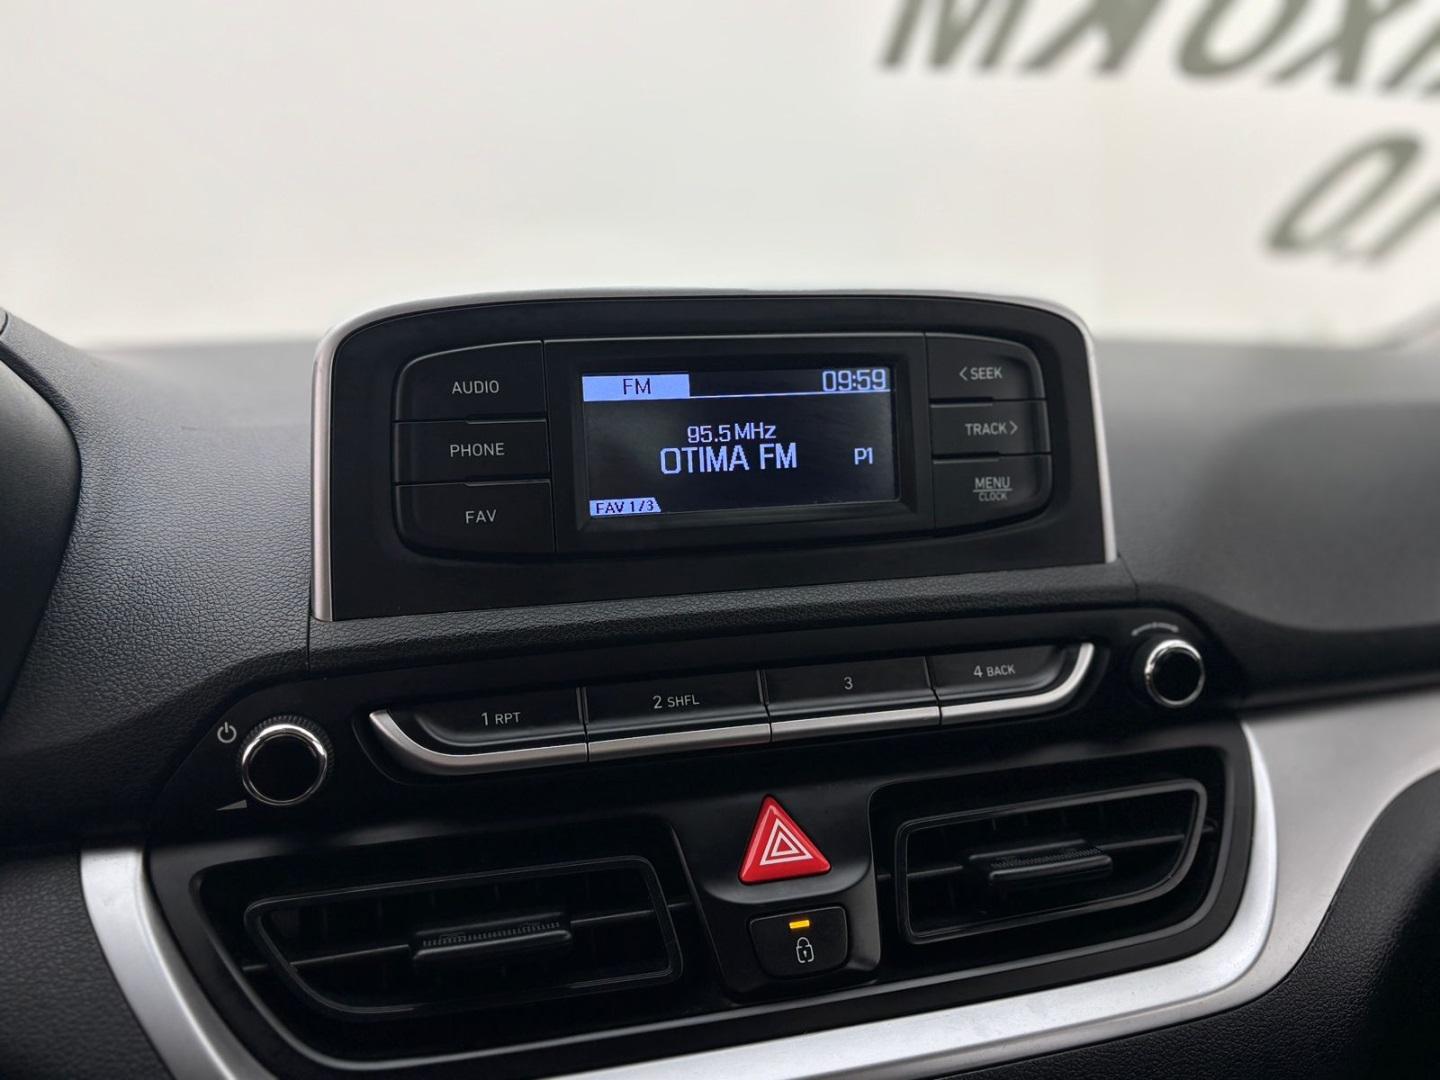 AUDIO
PHONE
FAV
FM 09:59
95.5 MHz
OTIMA FM P1
FAV 1/3
<SEEK
TRACK>
MENU
CLOCK
1 RPT
2 SHFL
3
4 BACK